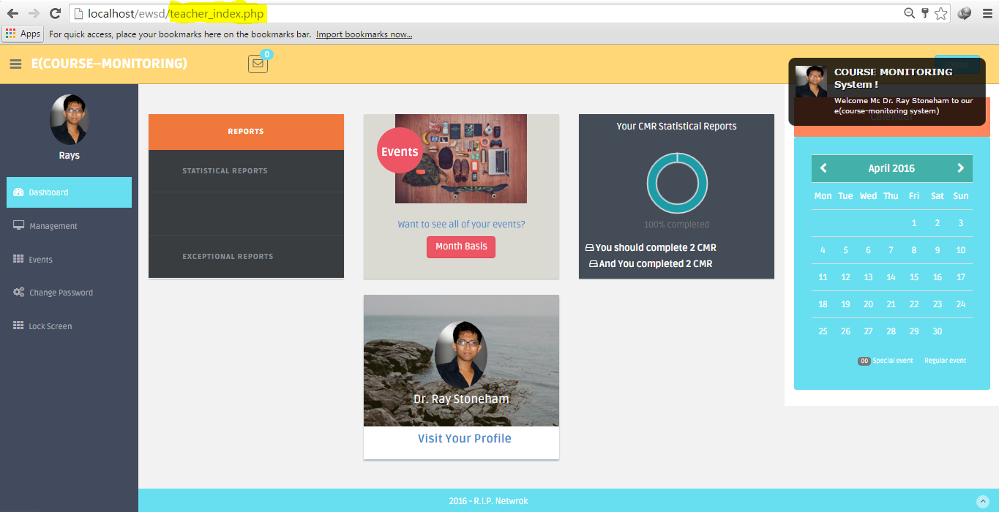 localhost/ewsd/teacher_index.php
Apps For quick access, place your bookmarks here on the bookmarks bar. Import bookmarks now...
E(COURSE-MONITORING)
0
Logout
COURSE MONITORING
System !
Welcome Mr. Dr. Ray Stoneham to our
e(course-monitoring system)
Calendar
Rays
Dashboard
Management
Events
Change Password
Lock Screen
REPORTS
STATISTICAL REPORTS
EXCEPTIONAL REPORTS
Events
Want to see all of your events?
Month Basis
Your CMR Statistical Reports
100% completed
You should complete 2 CMR
And You completed 2 CMR
April 2016
Mon Tue Wed Thu Fri Sat Sun
1 2 3
4 5 6 7 8 9 10
11 12 13 14 15 16 17
18 19 20 21 22 23 24
25 26 27 28 29 30
00 Special event Regular event
Dr. Ray Stoneham
Visit Your Profile
2016 - R.I.P. Netwrok